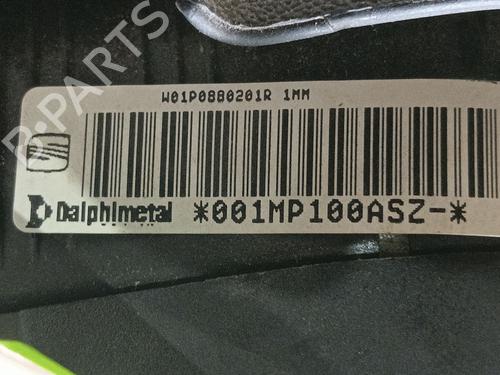 B-PARTS
W01P0880201R 1MM
Dalphimetal *001MP100ASZ-*